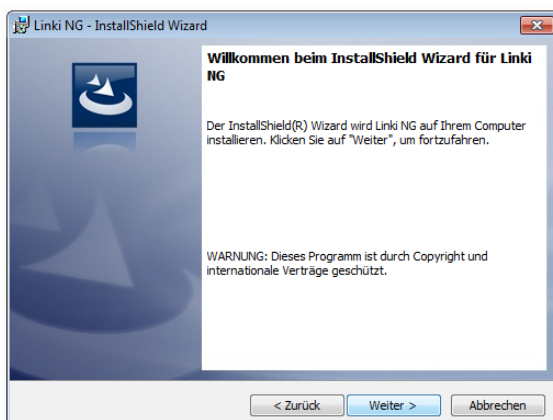 Linki NG - InstallShield Wizard
Willkommen beim InstallShield Wizard für Linki
NG
Der InstallShield(R) Wizard wird Linki NG auf Ihrem Computer
installieren. Klicken Sie auf "Weiter", um fortzufahren.
WARNUNG: Dieses Programm ist durch Copyright und
internationale Verträge geschützt.
< Zurück Weiter > Abbrechen